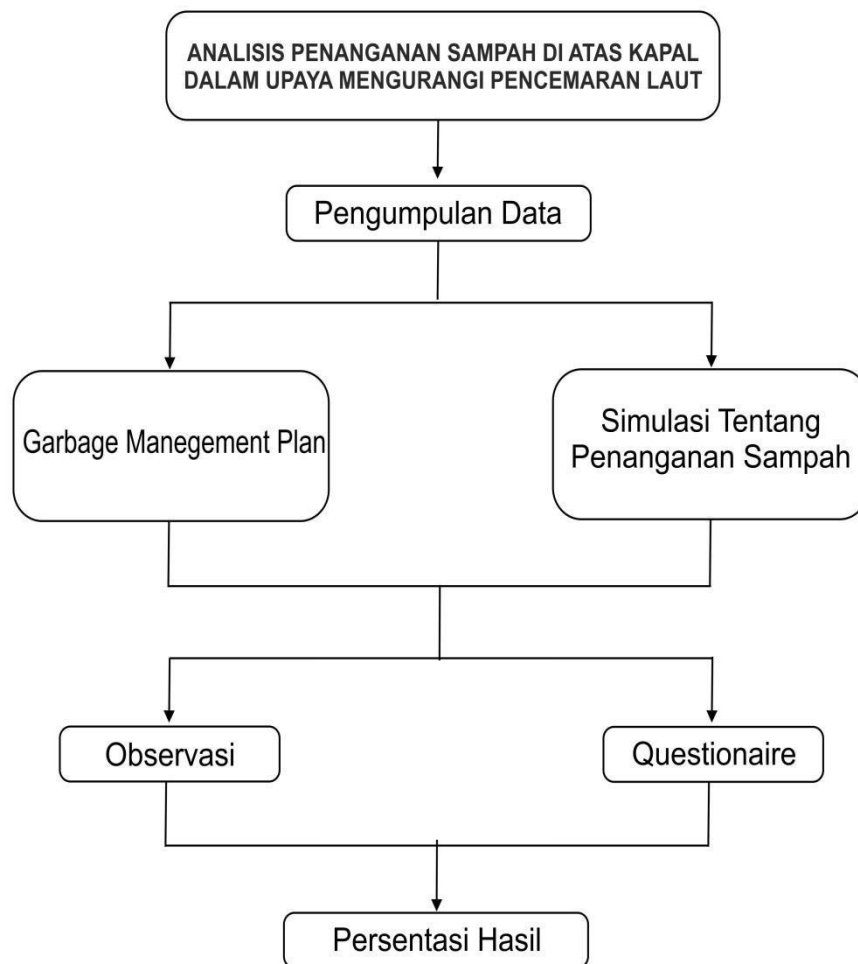 ANALISIS PENANGANAN SAMPAH DI ATAS KAPAL
DALAM UPAYA MENGURANGI PENCEMARAN LAUT
Pengumpulan Data
Garbage Manegement Plan
Simulasi Tentang
Penanganan Sampah
Observasi
Questionaire
Persentasi Hasil